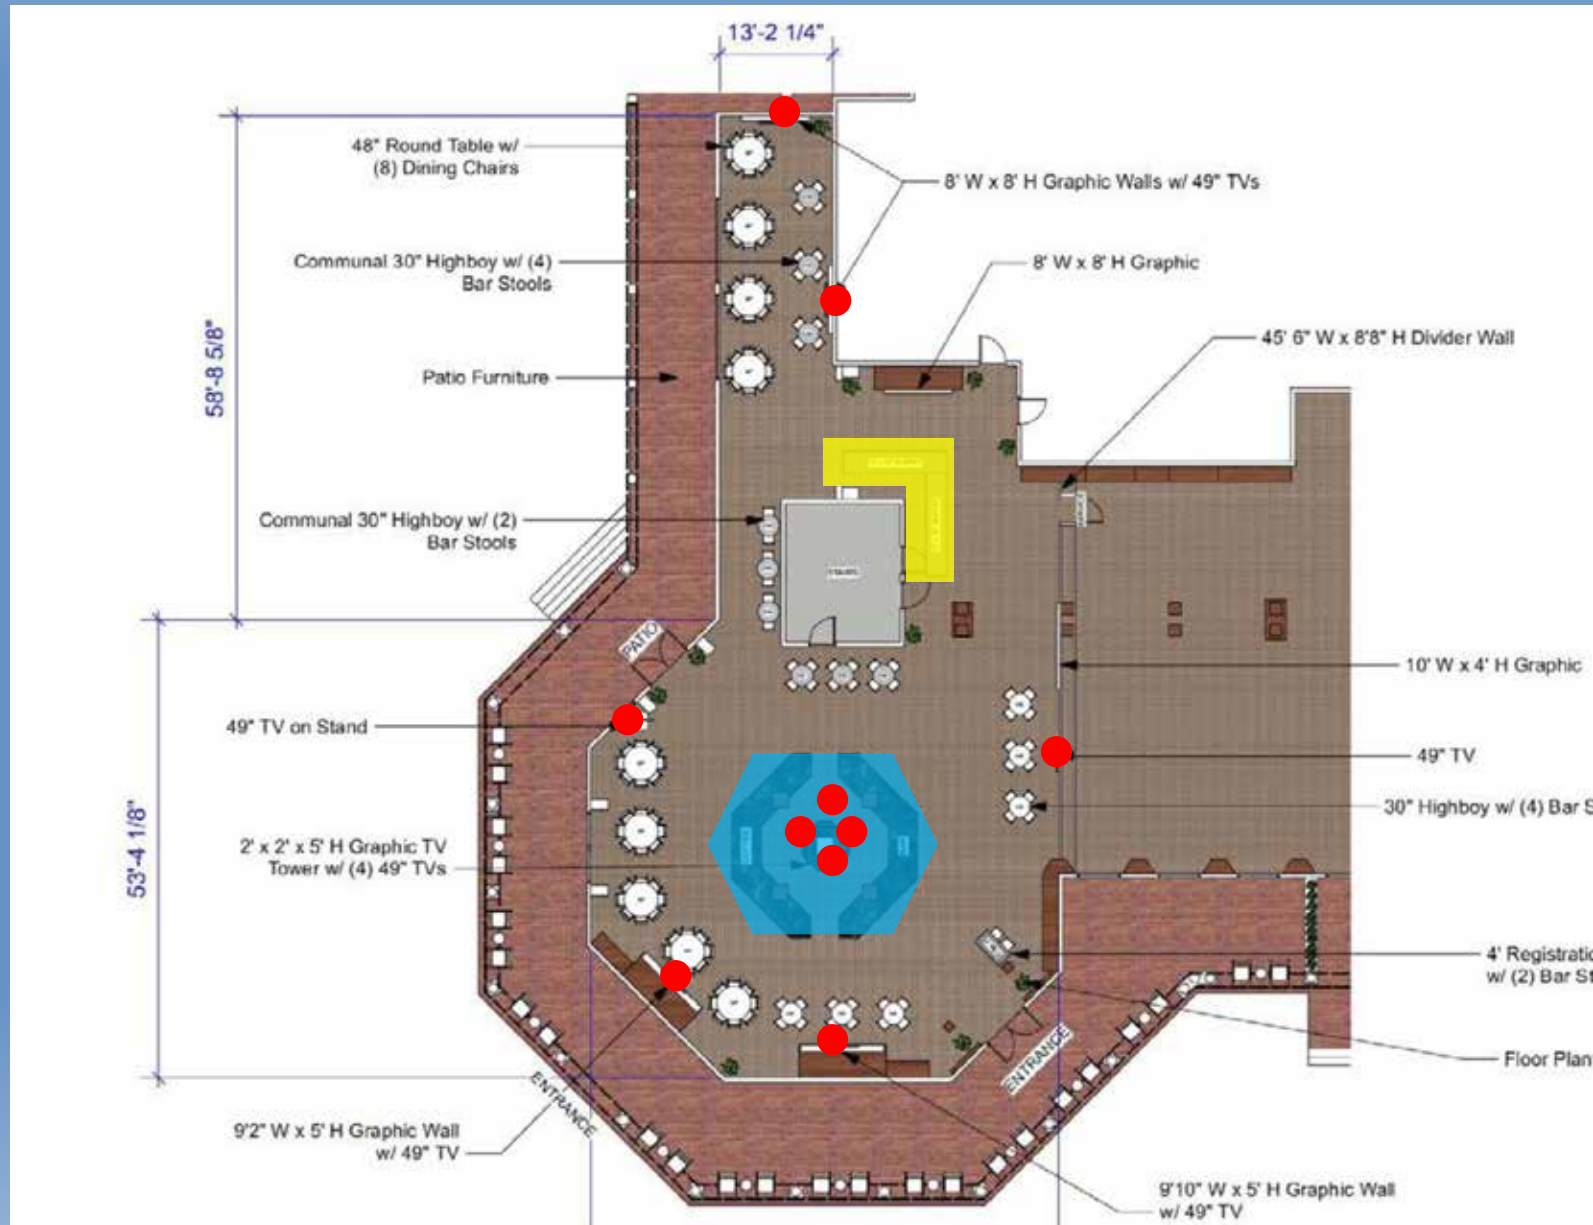 13'-2 1/4"
48" Round Table w/
(8) Dining Chairs
8' W x 8' H Graphic Walls w/ 49" TVs
Communal 30" Highboy w/ (4)
Bar Stools
8' W x 8' H Graphic
45' 6" W x 8'8" H Divider Wall
58'-8 5/8"
Patio Furniture
Communal 30" Highboy w/ (2)
Bar Stools
PATIO
10' W x 4' H Graphic
49" TV on Stand
49" TV
30" Highboy w/ (4) Bar S
53'-4 1/8"
2' x 2' x 5' H Graphic TV
Tower w/ (4) 49" TVs
4' Registratio
w/ (2) Bar St
ENTRANCE
Floor Plan
ENTRANCE
9'2" W x 5' H Graphic Wall
w/ 49" TV
9'10" W x 5' H Graphic Wall
w/ 49" TV